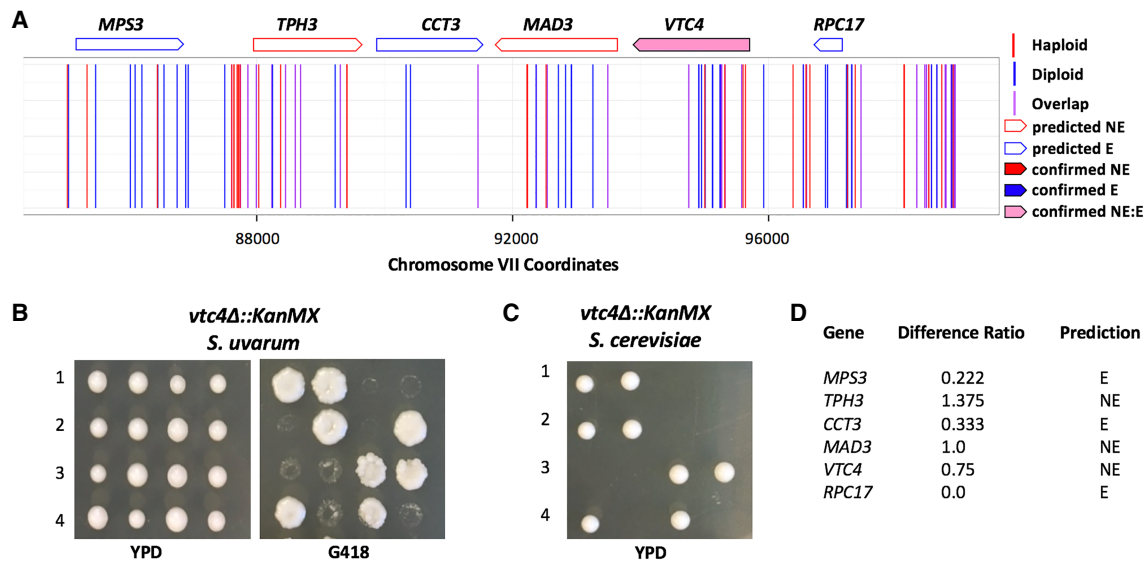 A
MPS3 TPH3 CCT3 MAD3 VTC4 RPC17
Haploid
Diploid
Overlap
predicted NE
predicted E
confirmed NE
confirmed E
confirmed NE:E
88000 92000 96000
Chromosome VII Coordinates
B
vtc4Δ::KanMX
S. uvarum
1
2
3
4
YPD G418
C
vtc4Δ::KanMX
S. cerevisiae
1
2
3
4
YPD
D
Gene Difference Ratio Prediction
MPS3 0.222 E
TPH3 1.375 NE
CCT3 0.333 E
MAD3 1.0 NE
VTC4 0.75 NE
RPC17 0.0 E